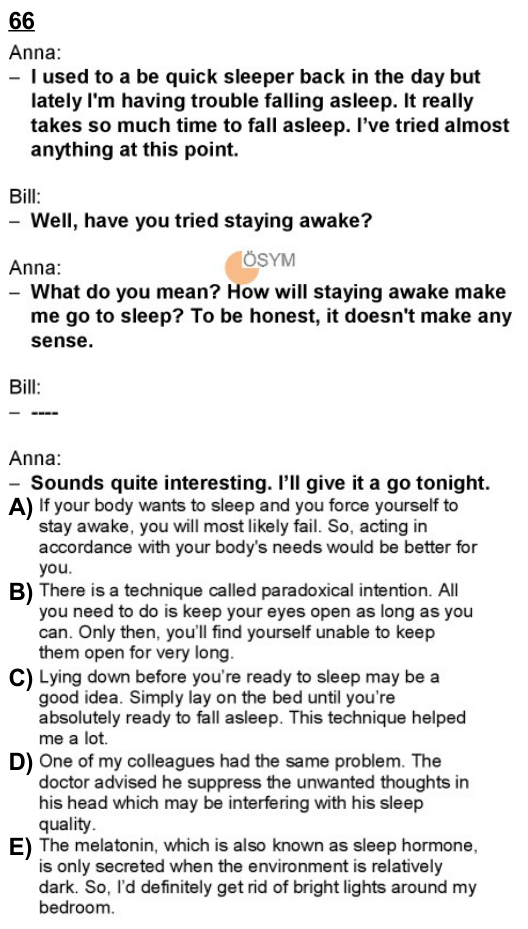 66
Anna:
– I used to a be quick sleeper back in the day but
lately I'm having trouble falling asleep. It really
takes so much time to fall asleep. I’ve tried almost
anything at this point.
Bill:
– Well, have you tried staying awake?
ÖSYM
Anna:
– What do you mean? How will staying awake make
me go to sleep? To be honest, it doesn't make any
sense.
Bill:
– ----
Anna:
– Sounds quite interesting. I’ll give it a go tonight.
A) If your body wants to sleep and you force yourself to
stay awake, you will most likely fail. So, acting in
accordance with your body's needs would be better for
you.
B) There is a technique called paradoxical intention. All
you need to do is keep your eyes open as long as you
can. Only then, you’ll find yourself unable to keep
them open for very long.
C) Lying down before you’re ready to sleep may be a
good idea. Simply lay on the bed until you’re
absolutely ready to fall asleep. This technique helped
me a lot.
D) One of my colleagues had the same problem. The
doctor advised he suppress the unwanted thoughts in
his head which may be interfering with his sleep
quality.
E) The melatonin, which is also known as sleep hormone,
is only secreted when the environment is relatively
dark. So, I’d definitely get rid of bright lights around my
bedroom.